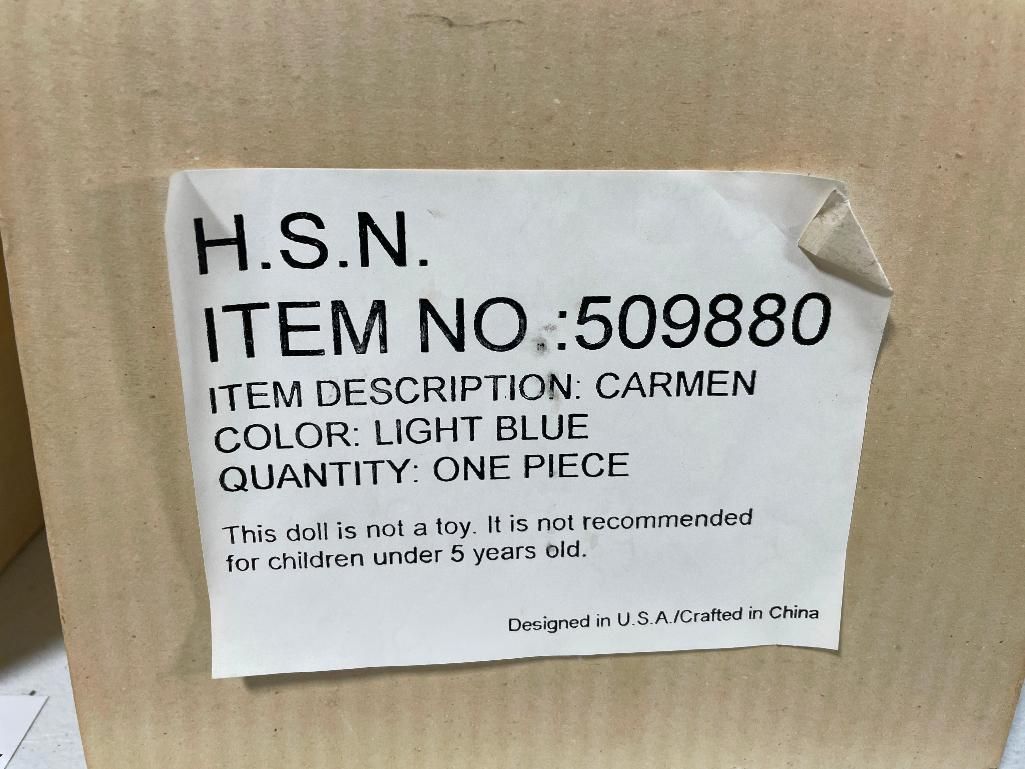 H.S.N.
ITEM NO.:509880
ITEM DESCRIPTION: CARMEN
COLOR: LIGHT BLUE
QUANTITY: ONE PIECE
This doll is not a toy. It is not recommended
for children under 5 years old.
Designed in U.S.A./Crafted in China